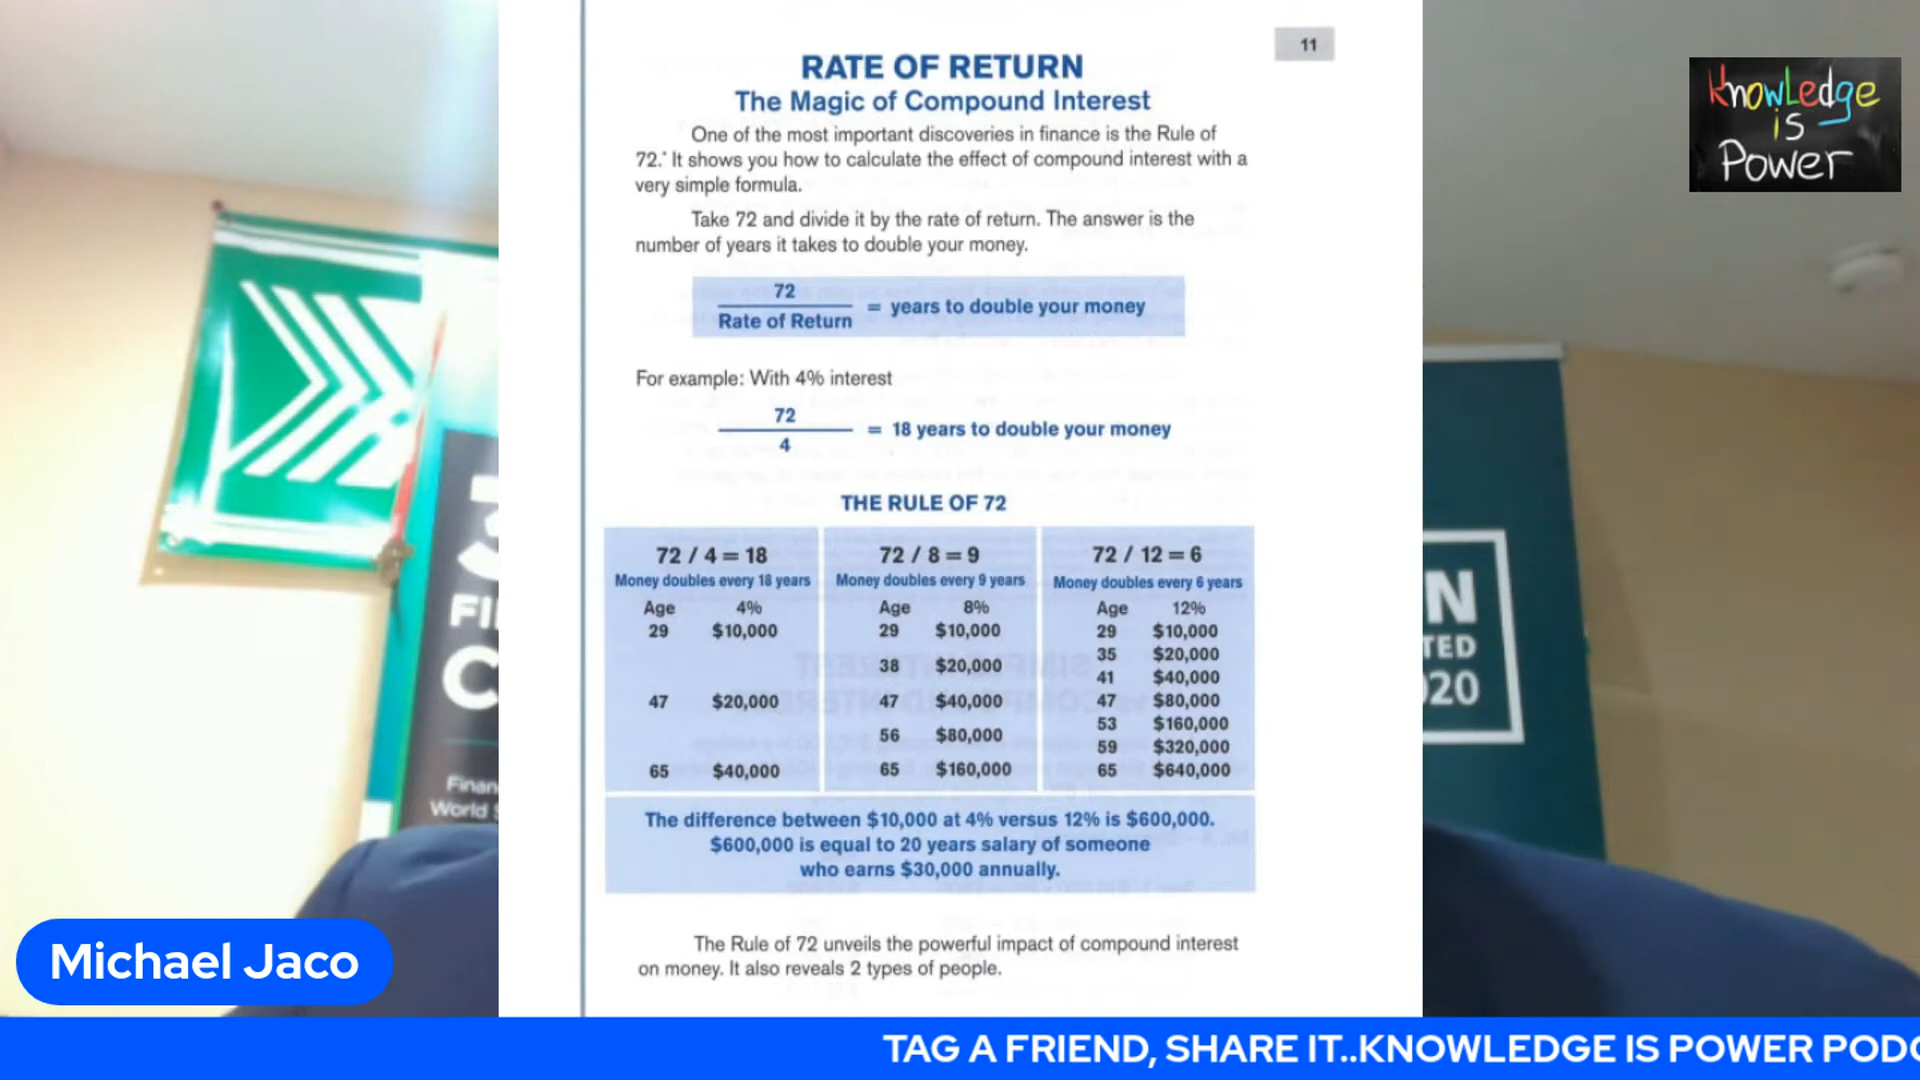 11
RATE OF RETURN
The Magic of Compound Interest
One of the most important discoveries in finance is the Rule of
72.* It shows you how to calculate the effect of compound interest with a
very simple formula.
Take 72 and divide it by the rate of return. The answer is the
number of years it takes to double your money.
72
Rate of Return
= years to double your money
For example: With 4% interest
72
4
= 18 years to double your money
THE RULE OF 72
72 / 4 = 18
Money doubles every 18 years
Age 4%
29 $10,000
47 $20,000
65 $40,000
72 / 8 = 9
Money doubles every 9 years
Age 8%
29 $10,000
38 $20,000
47 $40,000
56 $80,000
65 $160,000
72 / 12 = 6
Money doubles every 6 years
Age 12%
29 $10,000
35 $20,000
41 $40,000
47 $80,000
53 $160,000
59 $320,000
65 $640,000
The difference between $10,000 at 4% versus 12% is $600,000.
$600,000 is equal to 20 years salary of someone
who earns $30,000 annually.
The Rule of 72 unveils the powerful impact of compound interest
on money. It also reveals 2 types of people.
Knowledge
is
Power
World
Michael Jaco
TAG A FRIEND, SHARE IT..KNOWLEDGE IS POWER